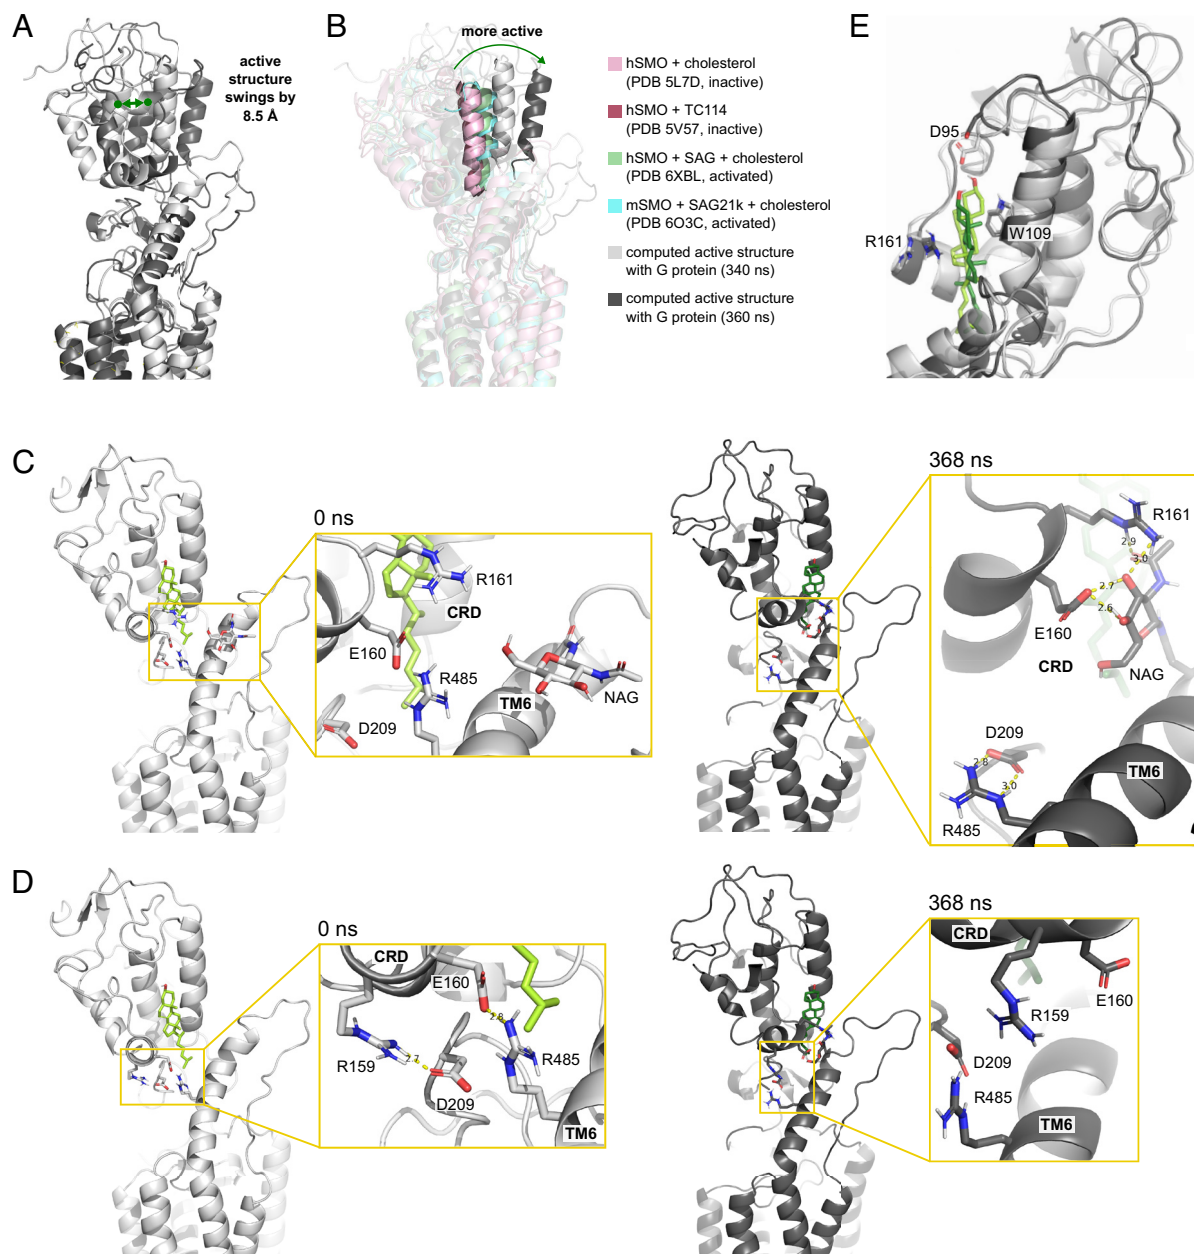 A
active
structure
swings by
8.5 Å
B
more active
hSMO + cholesterol
(PDB 5L7D, inactive)
hSMO + TC114
(PDB 5V57, inactive)
hSMO + SAG + cholesterol
(PDB 6XBL, activated)
mSMO + SAG21k + cholesterol
(PDB 6O3C, activated)
computed active structure
with G protein (340 ns)
computed active structure
with G protein (360 ns)
E
D95
R161
W109
C
0 ns
R161
CRD
E160
R485
TM6
NAG
D209
368 ns
R161
2.9
3.0
2.7
2.6
E160
CRD
NAG
D209
2.8
3.0
TM6
R485
D
0 ns
CRD
E160
2.8
R159
2.7
R485
D209
TM6
368 ns
CRD
E160
R159
D209
R485
TM6